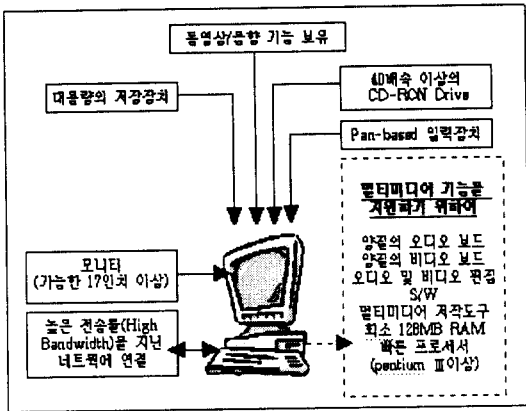 동영상/음향 기능 보유
대용량의 저장장치
40배속 이상의
CD-RON Drive
Pan-based 입력장치
멀티미디어 기능을
지원하기 위하여
양질의 오디오 보드
양질의 비디오 보드
오디오 및 비디오 편집
S/W
멀티미디어 저작도구
최소 128MB RAM
빠른 프로세서
(pentium Ⅲ이상)
모니터
(가능한 17인치 이상)
높은 전송률(High
Bandwidth)을 지닌
네트웍에 연결